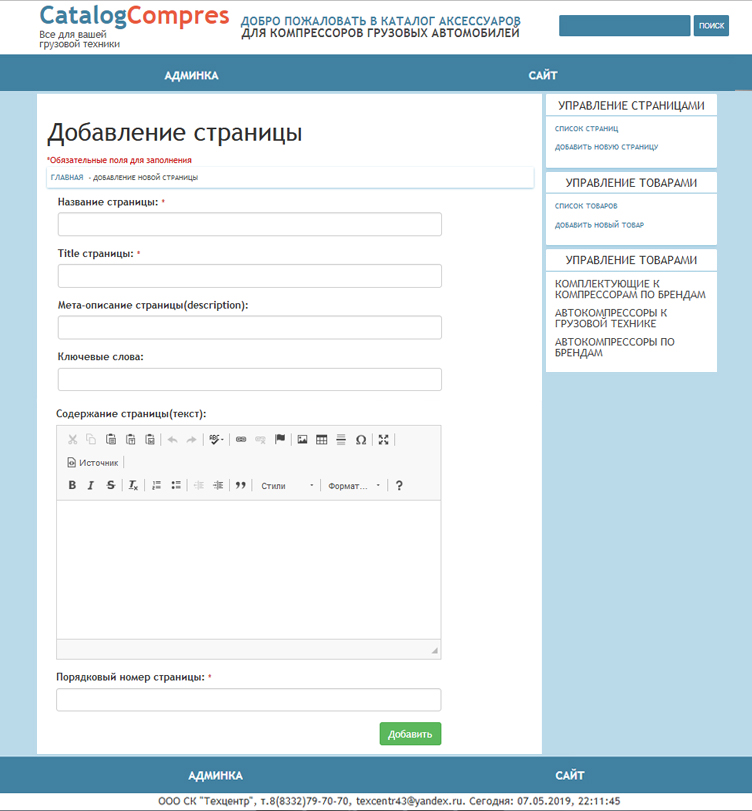 CatalogCompres
Все для вашей
грузовой техники
ДОБРО ПОЖАЛОВАТЬ В КАТАЛОГ АКСЕССУАРОВ
ДЛЯ КОМПРЕССОРОВ ГРУЗОВЫХ АВТОМОБИЛЕЙ
ПОИСК
АДМИНКА САЙТ
Добавление страницы
*Обязательные поля для заполнения
ГЛАВНАЯ - ДОБАВЛЕНИЕ НОВОЙ СТРАНИЦЫ
Название страницы: *
Title страницы: *
Мета-описание страницы(description):
Ключевые слова:
Содержание страницы(текст):
ABC
Ω
Источник
B I S Tx
Стили Формат... ?
Порядковый номер страницы: *
Добавить
УПРАВЛЕНИЕ СТРАНИЦАМИ
СПИСОК СТРАНИЦ
ДОБАВИТЬ НОВУЮ СТРАНИЦУ
УПРАВЛЕНИЕ ТОВАРАМИ
СПИСОК ТОВАРОВ
ДОБАВИТЬ НОВЫЙ ТОВАР
УПРАВЛЕНИЕ ТОВАРАМИ
КОМПЛЕКТУЮЩИЕ К
КОМПРЕССОРАМ ПО БРЕНДАМ
АВТОКОМПРЕССОРЫ К
ГРУЗОВОЙ ТЕХНИКЕ
АВТОКОМПРЕССОРЫ ПО
БРЕНДАМ
АДМИНКА САЙТ
ООО СК "Техцентр", т.8(8332)79-70-70, texcentr43@yandex.ru. Сегодня: 07.05.2019, 22:11:45